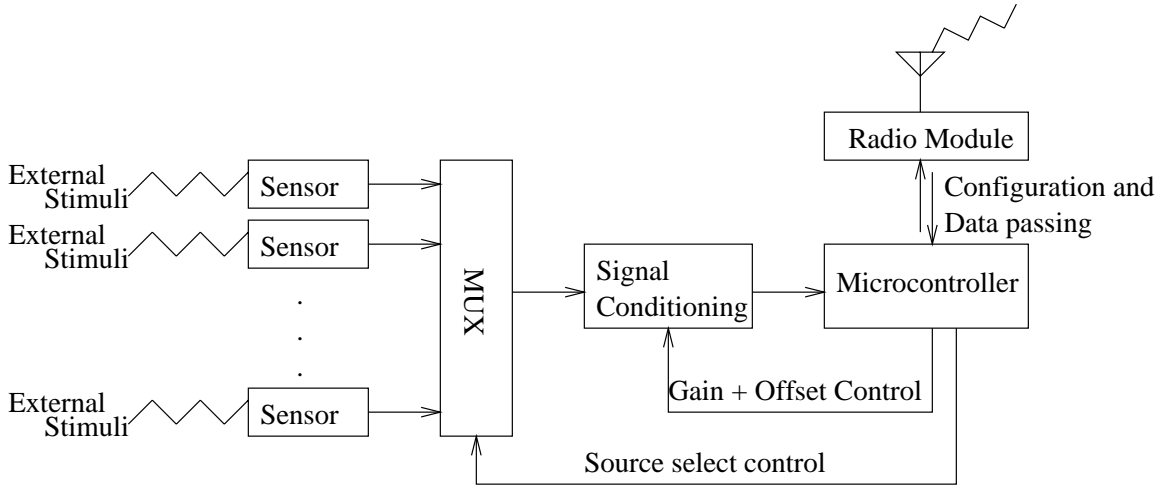 Radio Module
Configuration and
Data passing
External
Stimuli
Sensor
External
Stimuli
Sensor
MUX
Signal
Conditioning
Microcontroller
External
Stimuli
Sensor
Gain + Offset Control
Source select control